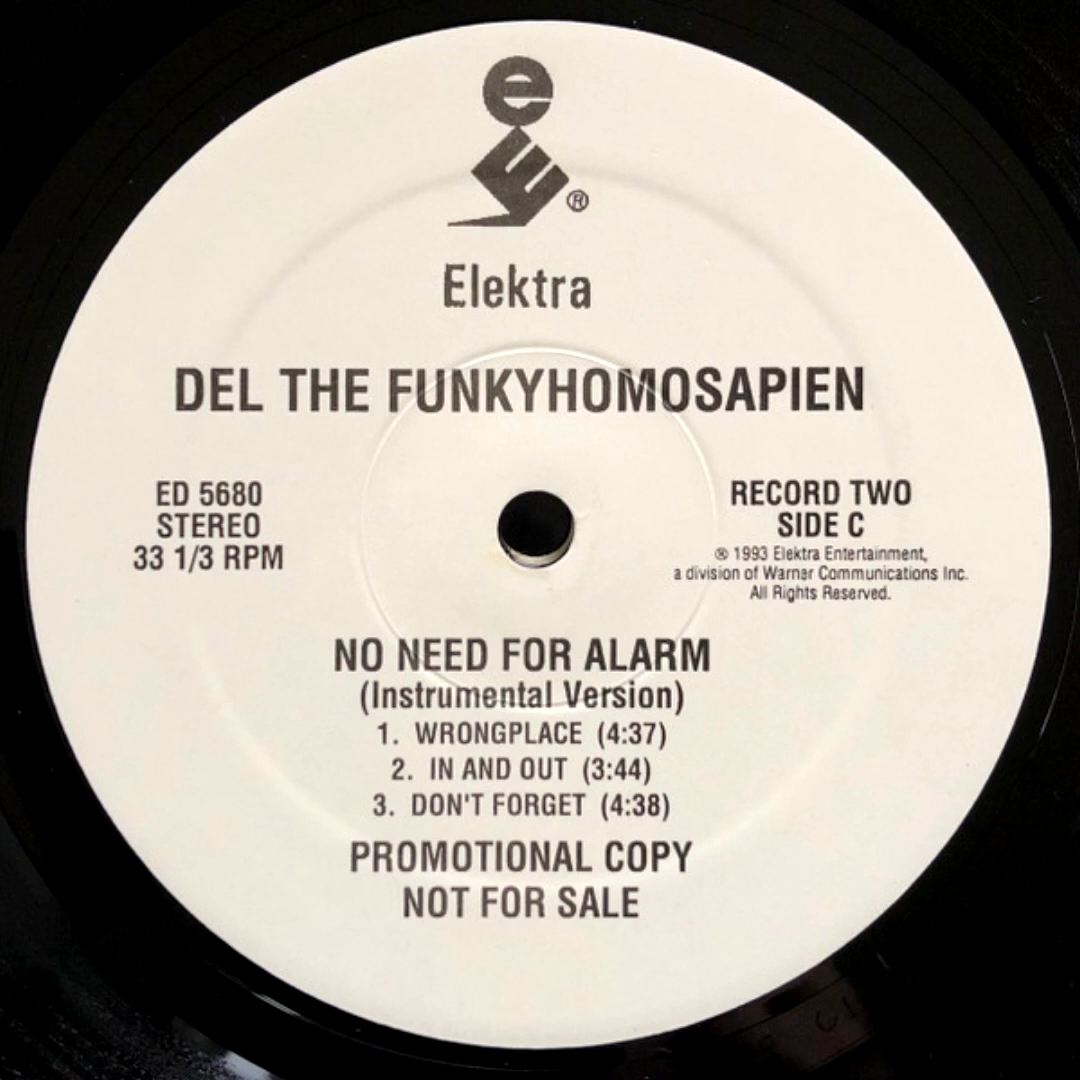 e
E ®
Elektra
DEL THE FUNKYHOMOSAPIEN
ED 5680
STEREO
33 1/3 RPM
RECORD TWO
SIDE C
℗ 1993 Elektra Entertainment,
a division of Warner Communications Inc.
All Rights Reserved.
NO NEED FOR ALARM
(Instrumental Version)
1. WRONGPLACE (4:37)
2. IN AND OUT (3:44)
3. DON'T FORGET (4:38)
PROMOTIONAL COPY
NOT FOR SALE